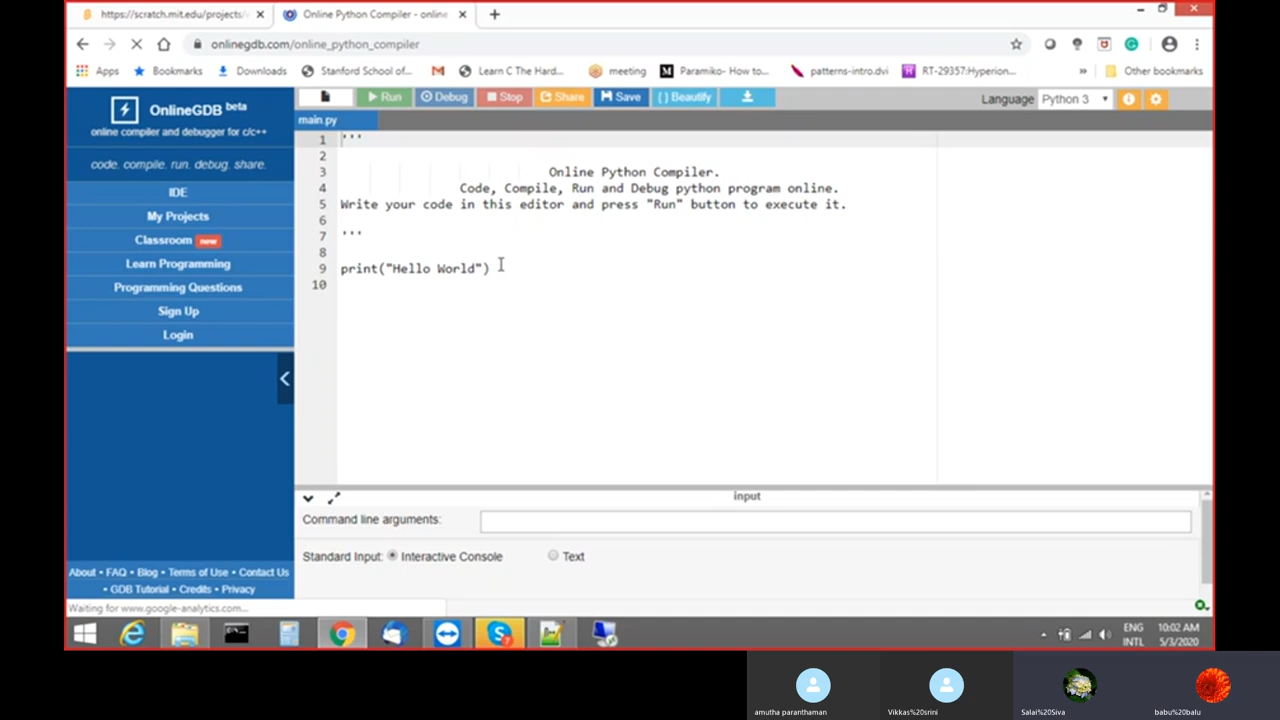 https://scratch.mit.edu/projects/
Online Python Compiler - online
onlinegdb.com/online_python_compiler
Apps
Bookmarks
Downloads
Stanford School of...
Learn C The Hard...
meeting
Paramiko- How to...
patterns-intro.dvi
RT-29357:Hyperion...
»
Other bookmarks
OnlineGDB beta
online compiler and debugger for c/c++
code. compile. run. debug. share.
IDE
My Projects
Classroom new
Learning Programming
Programming Questions
Sign Up
Login
About • FAQ • Blog • Terms of Use • Contact Us
• GDB Tutorial • Credits • Privacy
Waiting for www.google-analytics.com...
Run
Debug
Stop
Share
Save
{ } Beautify
Language Python 3
main.py
1 '''
2
3 Online Python Compiler.
4 Code, Compile, Run and Debug python program online.
5 Write your code in this editor and press "Run" button to execute it.
6
7 '''
8
9 print("Hello World")
10
input
Command line arguments:
Standard Input: Interactive Console Text
ENG
INTL
10:02 AM
5/3/2020
amutha paranthaman
Vikkas%20srini
Salai%20Siva
babu%20balu